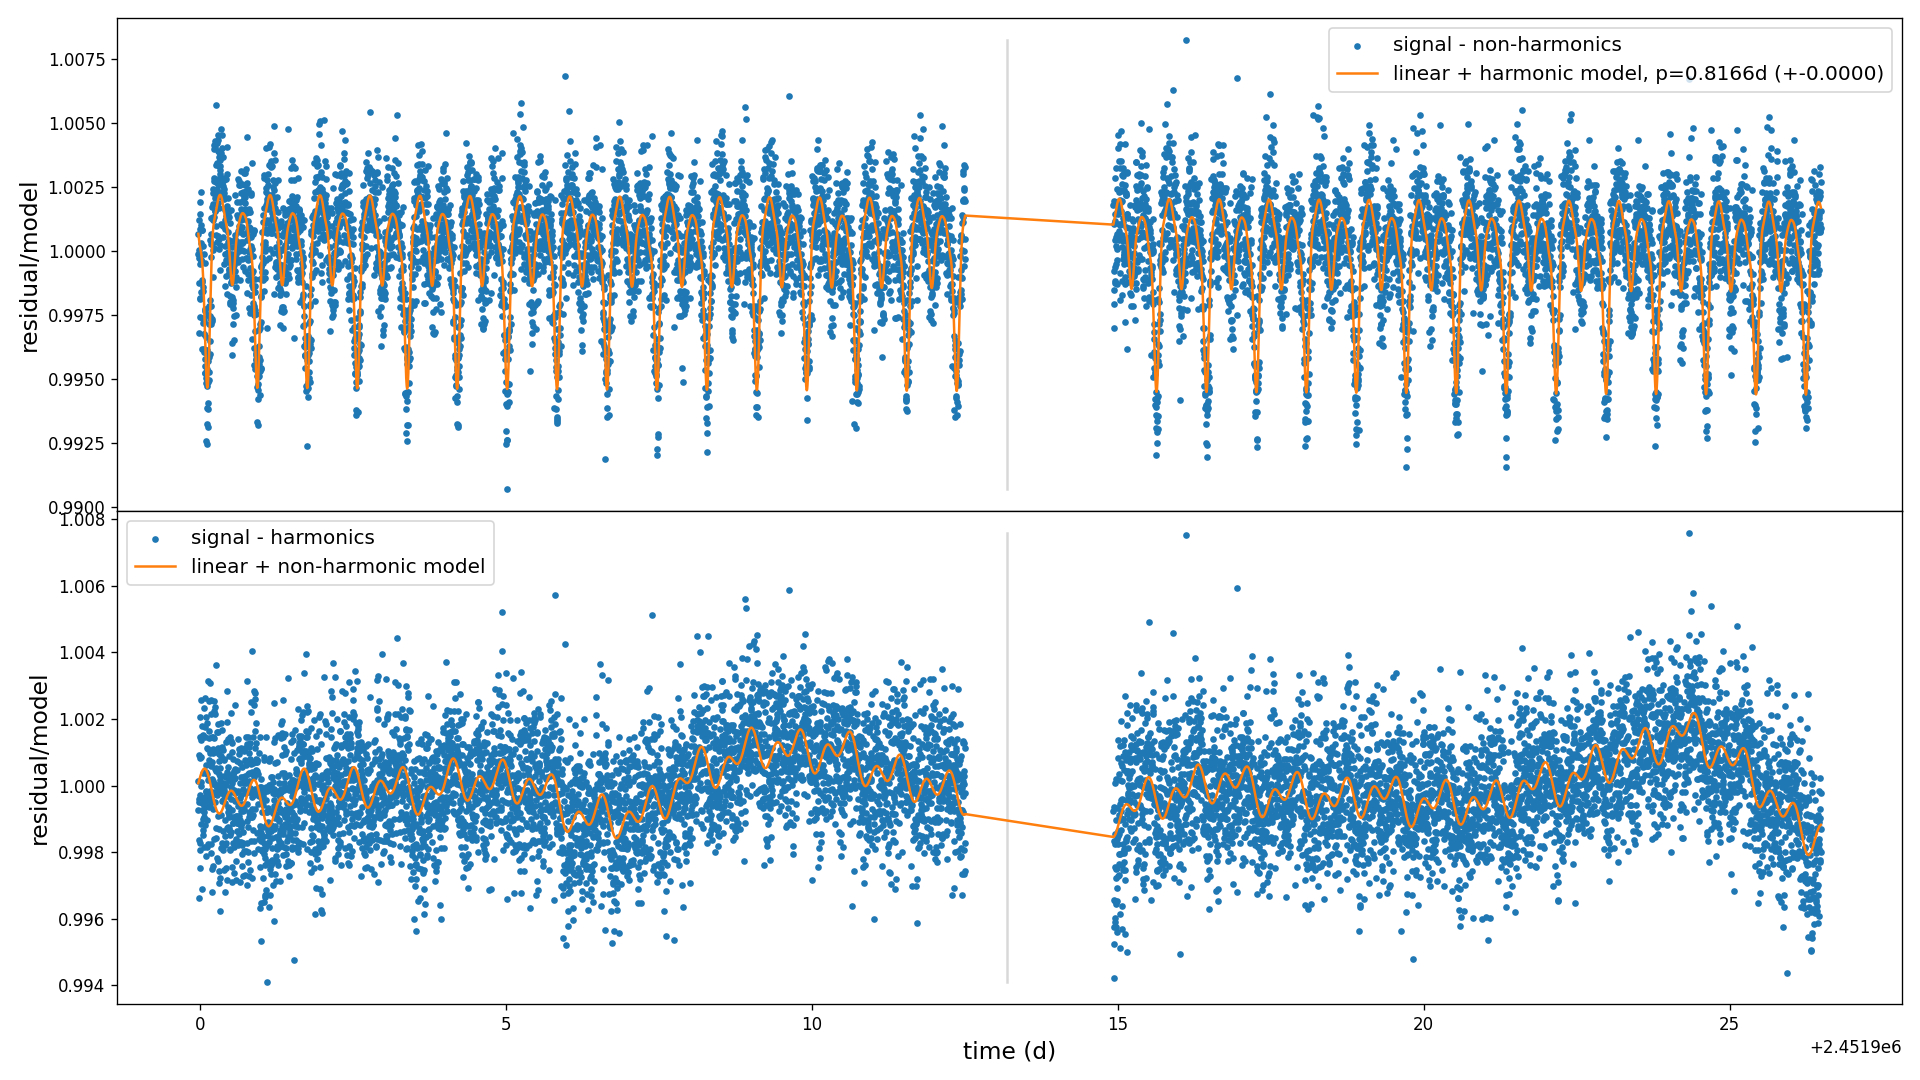 signal - non-harmonics
linear + harmonic model, p=0.8166d (+-0.0000)
residual/model
1.0075
1.0050
1.0025
1.0000
0.9975
0.9950
0.9925
0.9900
signal - harmonics
linear + non-harmonic model
residual/model
1.008
1.006
1.004
1.002
1.000
0.998
0.996
0.994
0
5
10
15
20
25
time (d)
+2.4519e6